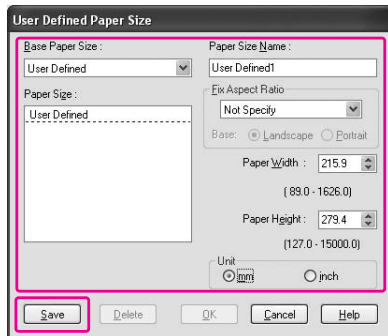 User Defined Paper Size
Base Paper Size :
User Defined
Paper Size :
User Defined
Paper Size Name :
User Defined1
Fix Aspect Ratio
Not Specify
Base: Landscape Portrait
Paper Width : 215.9
( 89.0 - 1626.0)
Paper Height : 279.4
(127.0 - 15000.0)
Unit
mm inch
Save Delete OK Cancel Help